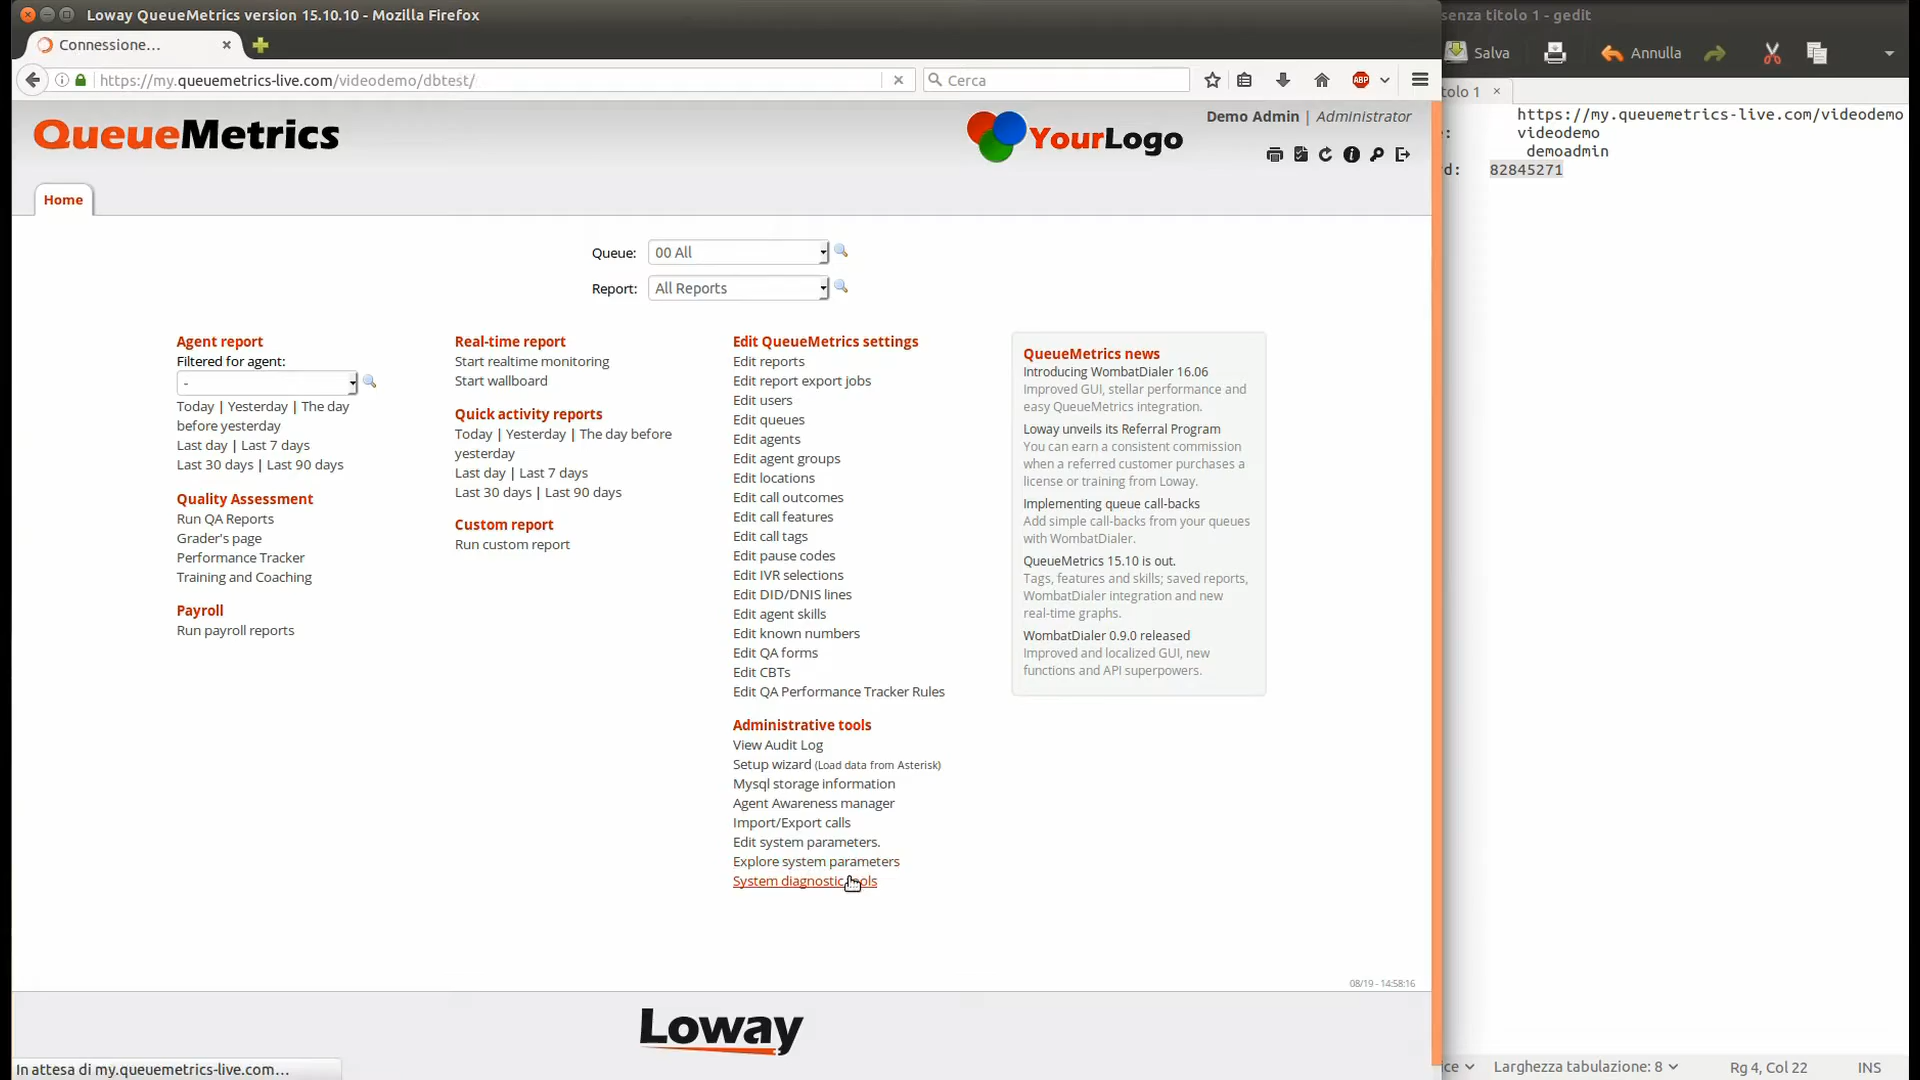 Loway QueueMetrics version 15.10.10 - Mozilla Firefox
senza titolo 1 - gedit
Connessione…
Salva
Annulla
https://my.queuemetrics-live.com/videodemo/dbtest/
Cerca
tolo 1
QueueMetrics
YourLogo
Demo Admin | Administrator
https://my.queuemetrics-live.com/videodemo
e: videodemo
demoadmin
d: 82845271
Home
Queue: 00 All
Report: All Reports
Agent report
Filtered for agent:
-
Today | Yesterday | The day
before yesterday
Last day | Last 7 days
Last 30 days | Last 90 days
Quality Assessment
Run QA Reports
Grader's page
Performance Tracker
Training and Coaching
Payroll
Run payroll reports
Real-time report
Start realtime monitoring
Start wallboard
Quick activity reports
Today | Yesterday | The day before
yesterday
Last day | Last 7 days
Last 30 days | Last 90 days
Custom report
Run custom report
Edit QueueMetrics settings
Edit reports
Edit report export jobs
Edit users
Edit queues
Edit agents
Edit agent groups
Edit locations
Edit call outcomes
Edit call features
Edit call tags
Edit pause codes
Edit IVR selections
Edit DID/DNIS lines
Edit agent skills
Edit known numbers
Edit QA forms
Edit CBTs
Edit QA Performance Tracker Rules
Administrative tools
View Audit Log
Setup wizard (Load data from Asterisk)
Mysql storage information
Agent Awareness manager
Import/Export calls
Edit system parameters.
Explore system parameters
System diagnostic tools
QueueMetrics news
Introducing WombatDialer 16.06
Improved GUI, stellar performance and
easy QueueMetrics integration.
Loway unveils its Referral Program
You can earn a consistent commission
when a referred customer purchases a
license or training from Loway.
Implementing queue call-backs
Add simple call-backs from your queues
with WombatDialer.
QueueMetrics 15.10 is out.
Tags, features and skills; saved reports,
WombatDialer integration and new
real-time graphs.
WombatDialer 0.9.0 released
Improved and localized GUI, new
functions and API superpowers.
08/19 - 14:58:16
Loway
In attesa di my.queuemetrics-live.com…
ice
Larghezza tabulazione: 8
Rg 4, Col 22
INS